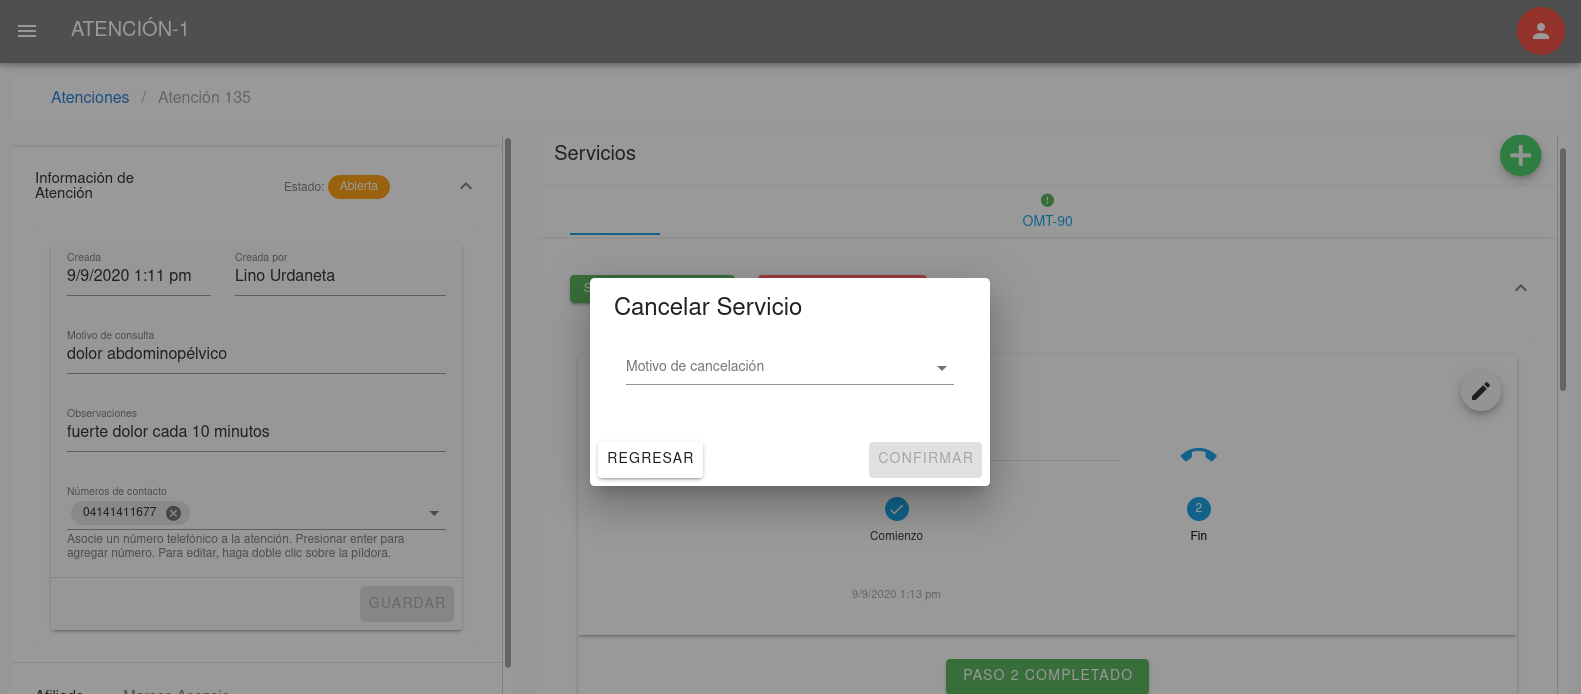 ATENCIÓN-1
Atenciones / Atención 135
Información de
Atención
Estado: Abierta
Creada
9/9/2020 1:11 pm
Creada por
Lino Urdaneta
Motivo de consulta
dolor abdominopélvico
Observaciones
fuerte dolor cada 10 minutos
Números de contacto
04141411677
Asocie un número telefónico a la atención. Presionar enter para
agregar número. Para editar, haga doble clic sobre la píldora.
GUARDAR
Servicios
OMT-90
Cancelar Servicio
Motivo de cancelación
REGRESAR
CONFIRMAR
2
Comienzo
Fin
9/9/2020 1:13 pm
PASO 2 COMPLETADO